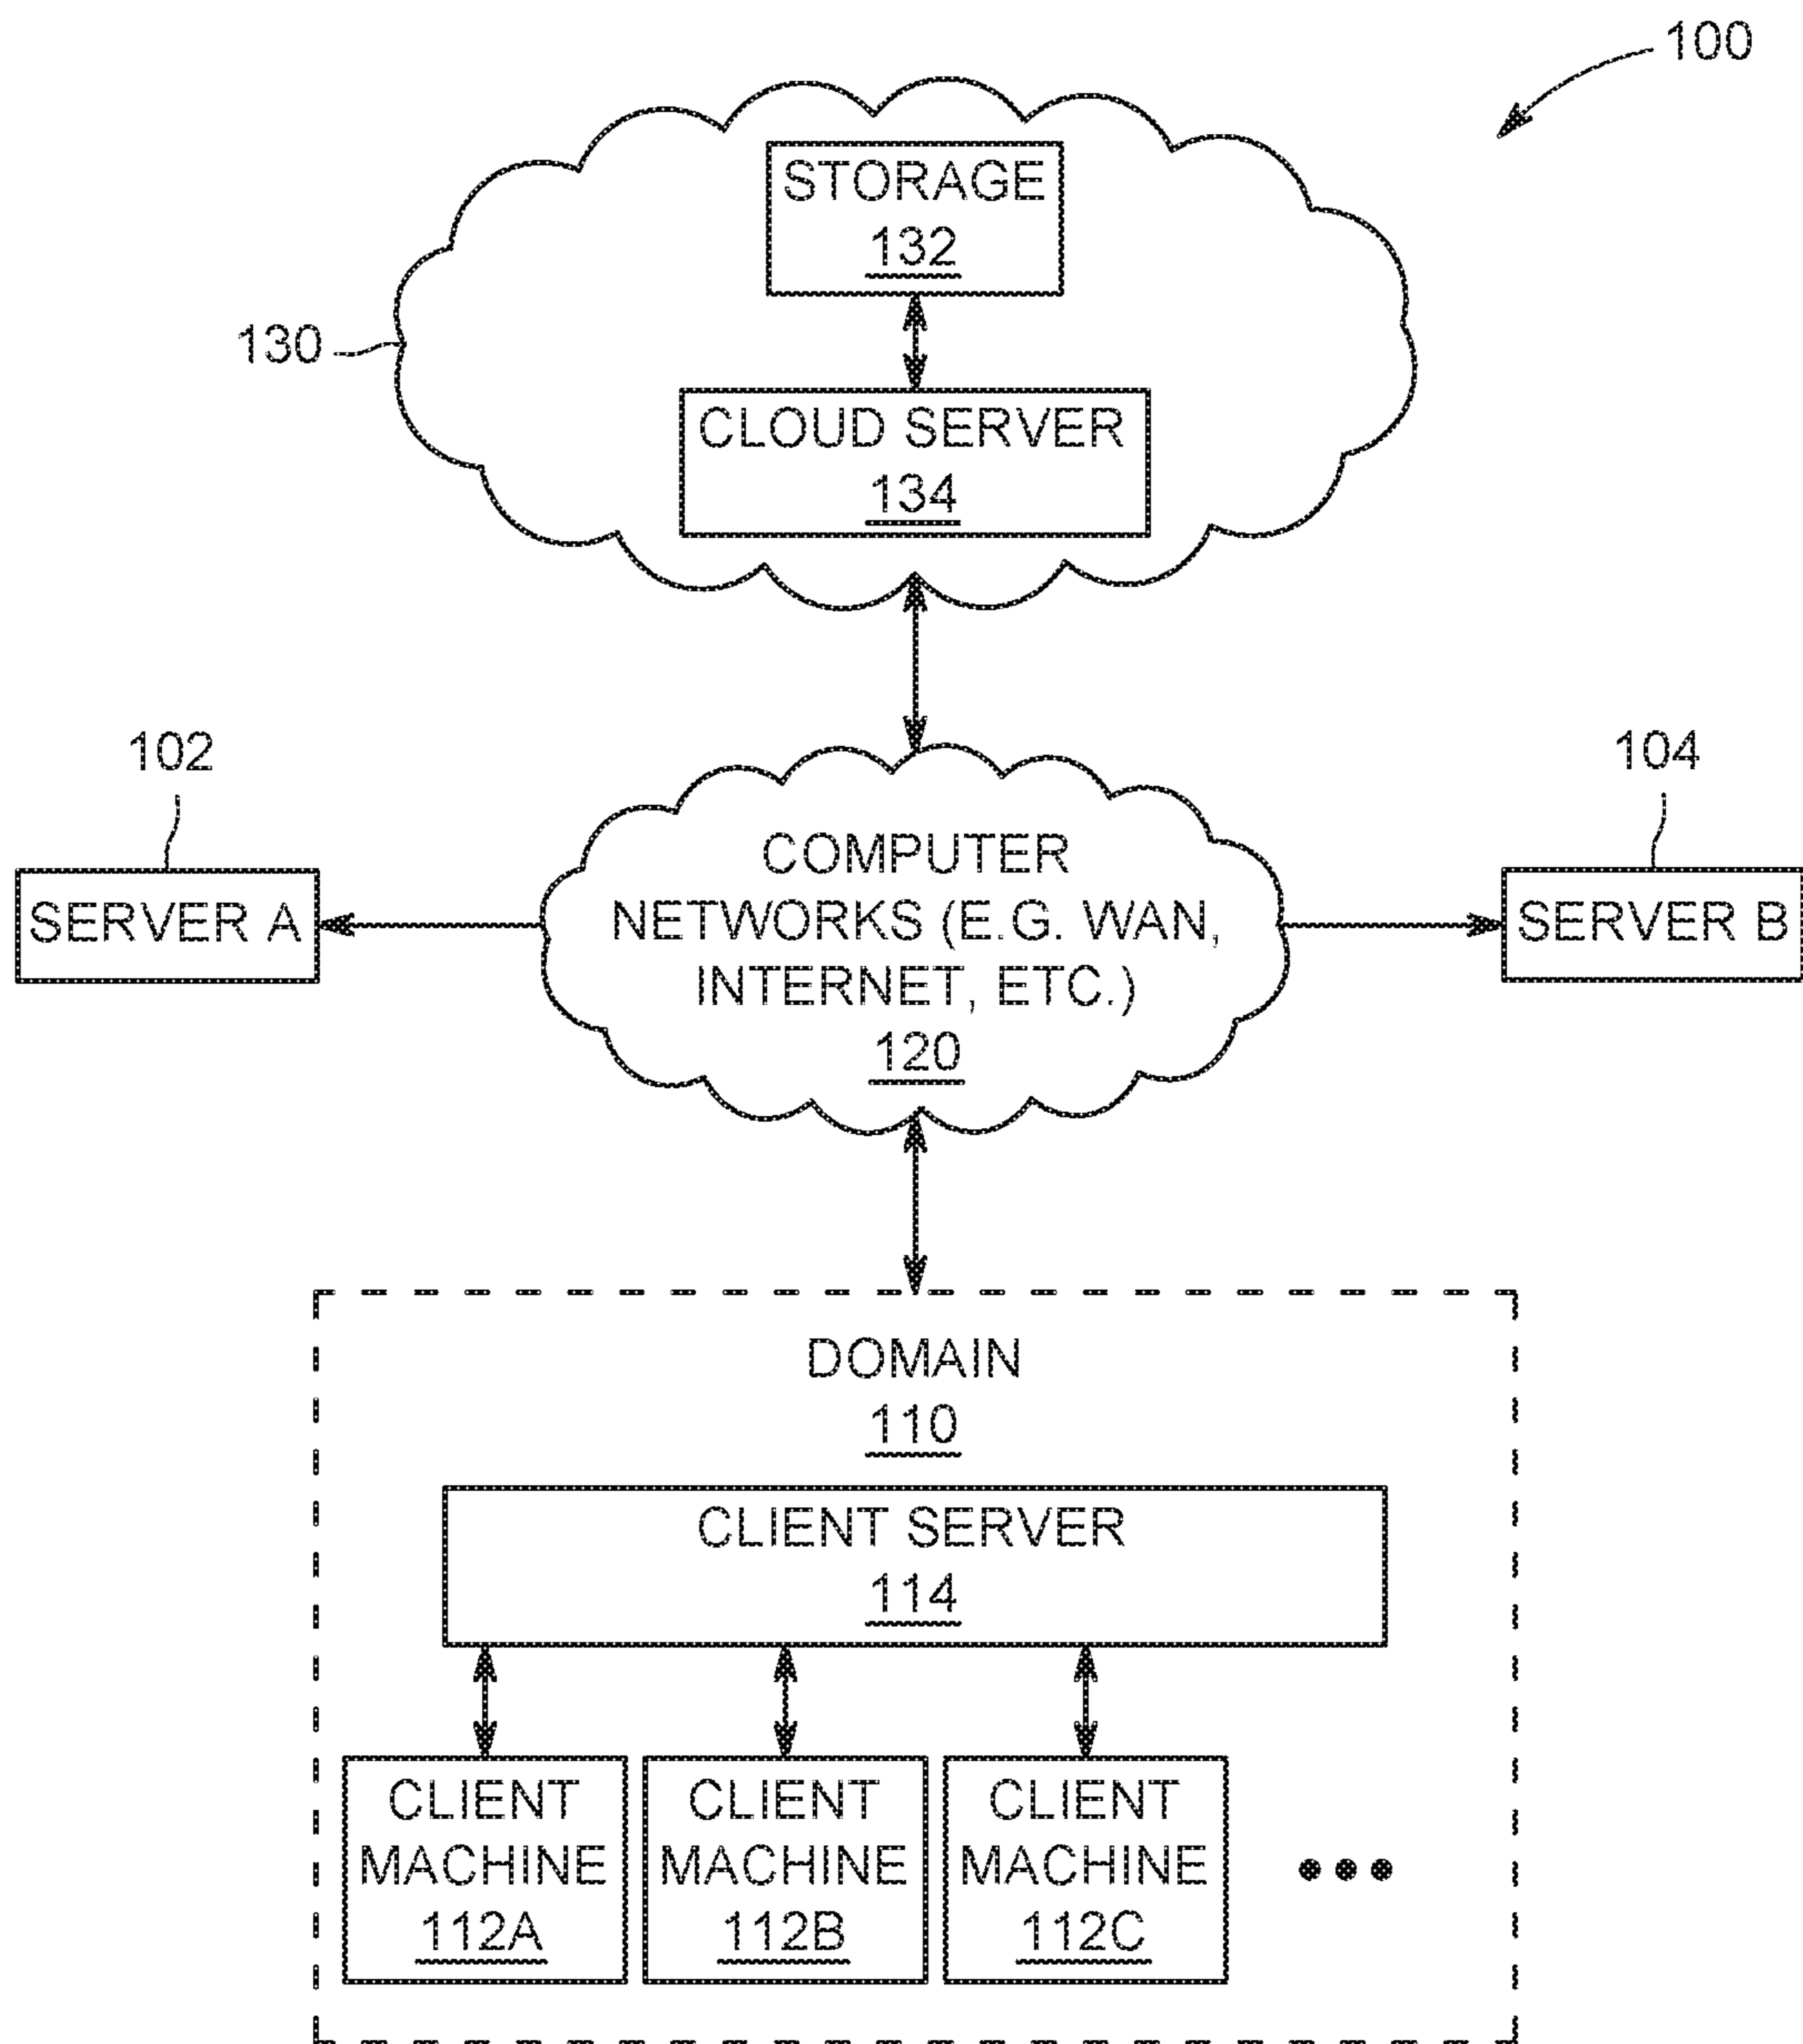 100
STORAGE
132
130
CLOUD SERVER
134
102
104
COMPUTER
NETWORKS (E.G. WAN,
INTERNET, ETC.)
120
SERVER A
SERVER B
DOMAIN
110
CLIENT SERVER
114
CLIENT
MACHINE
112A
CLIENT
MACHINE
112B
CLIENT
MACHINE
112C